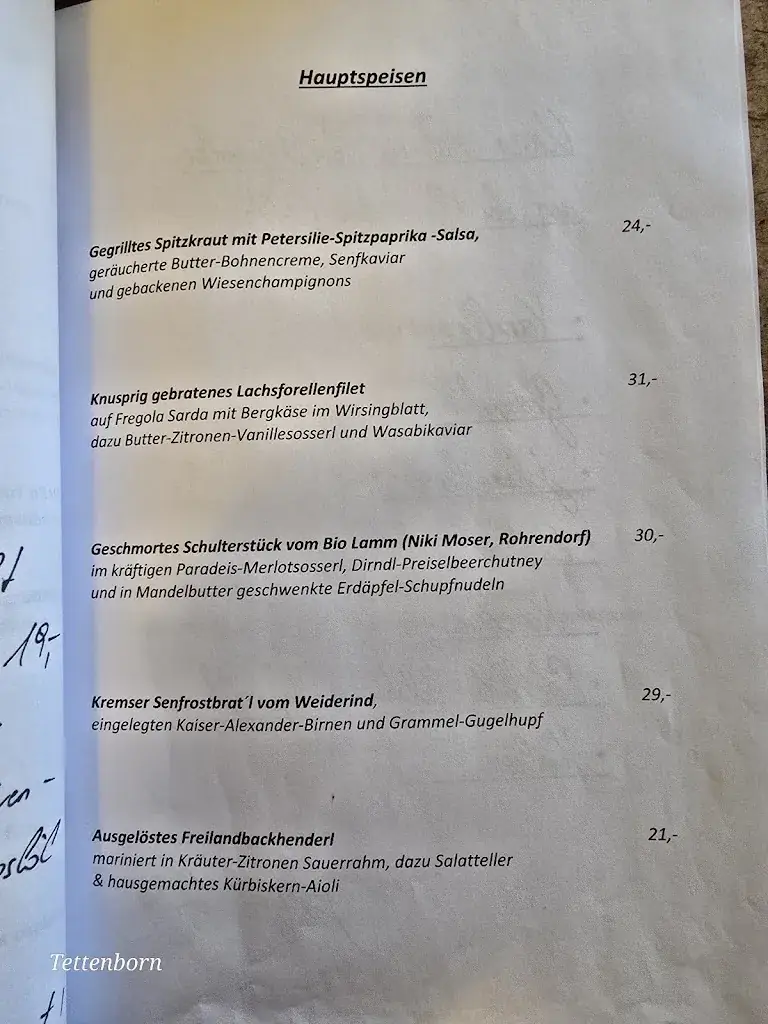 Hauptspeisen
Gegrilltes Spitzkraut mit Petersilie-Spitzpaprika -Salsa, 24,-
geräucherte Butter-Bohnencreme, Senfkaviar
und gebackenen Wiesenchampignons
Knusprig gebratenes Lachsforellenfilet 31,-
auf Fregola Sarda mit Bergkäse im Wirsingblatt,
dazu Butter-Zitronen-Vanillesosserl und Wasabikaviar
Geschmortes Schulterstück vom Bio Lamm (Niki Moser, Rohrendorf) 30,-
im kräftigen Paradeis-Merlotsosserl, Dirndl-Preiselbeerchutney
und in Mandelbutter geschwenkte Erdäpfel-Schupfnudeln
Kremser Senfrostbrat´l vom Weiderind, 29,-
eingelegten Kaiser-Alexander-Birnen und Grammel-Gugelhupf
Ausgelöstes Freilandbackhenderl 21,-
mariniert in Kräuter-Zitronen Sauerrahm, dazu Salatteller
& hausgemachtes Kürbiskern-Aioli
19,-
Tettenborn